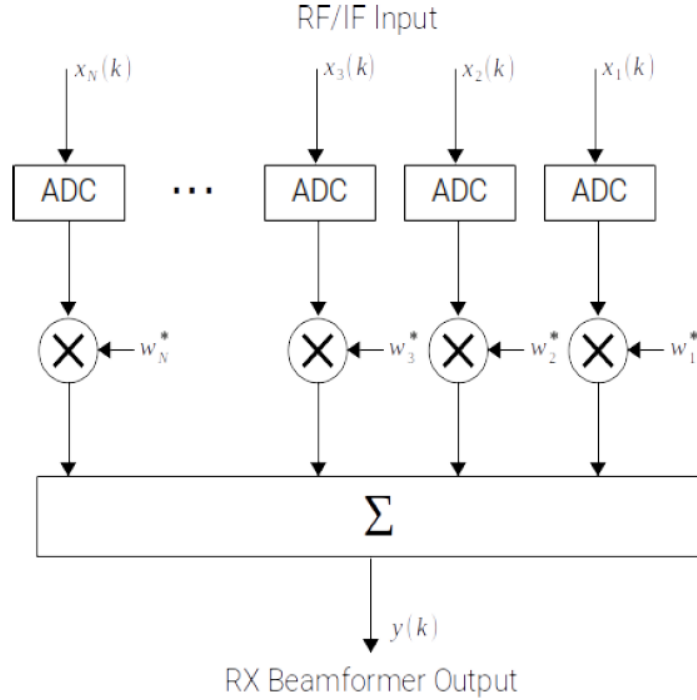 RF/IF Input
x_N(k) x_3(k) x_2(k) x_1(k)
ADC ... ADC ADC ADC
w_N^* w_3^* w_2^* w_1^*
Σ
y(k)
RX Beamformer Output